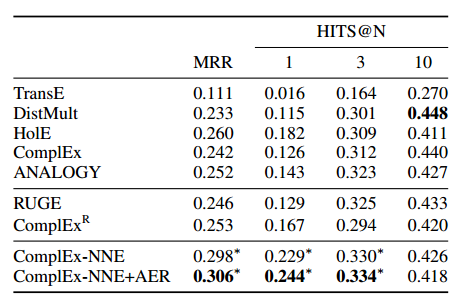 HITS@N
MRR 1 3 10
TransE 0.111 0.016 0.164 0.270
DistMult 0.233 0.115 0.301 0.448
HolE 0.260 0.182 0.309 0.411
ComplEx 0.242 0.126 0.312 0.440
ANALOGY 0.252 0.143 0.323 0.427
RUGE 0.246 0.129 0.325 0.433
ComplEx^R 0.253 0.167 0.294 0.420
ComplEx-NNE 0.298* 0.229* 0.330* 0.426
ComplEx-NNE+AER 0.306* 0.244* 0.334* 0.418